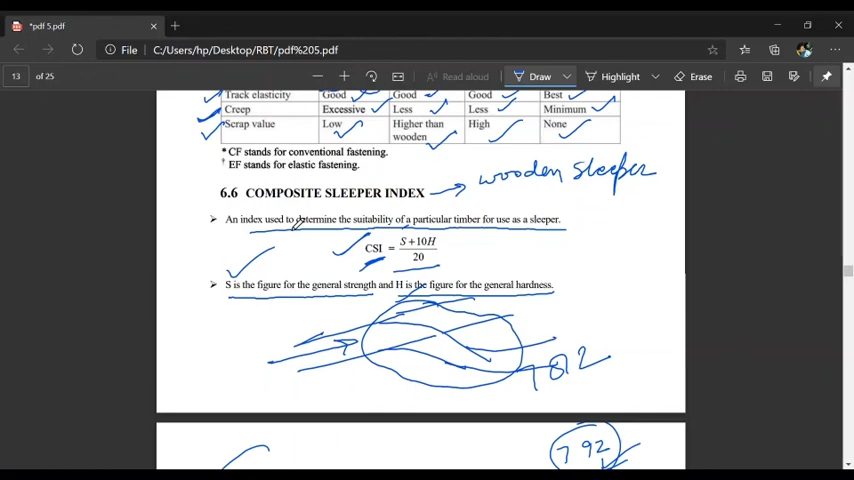 *pdf 5.pdf
File C:/Users/hp/Desktop/RBT/pdf%205.pdf
13 of 25 Read aloud Draw Highlight Erase
Track elasticity Good Good Good Best
Creep Excessive Less Less Minimum
Scrap value Low Higher than High None
wooden
* CF stands for conventional fastening.
† EF stands for elastic fastening.
wooden sleeper
6.6 COMPOSITE SLEEPER INDEX
An index used to determine the suitability of a particular timber for use as a sleeper.
CSI = S+10H
20
S is the figure for the general strength and H is the figure for the general hardness.
792